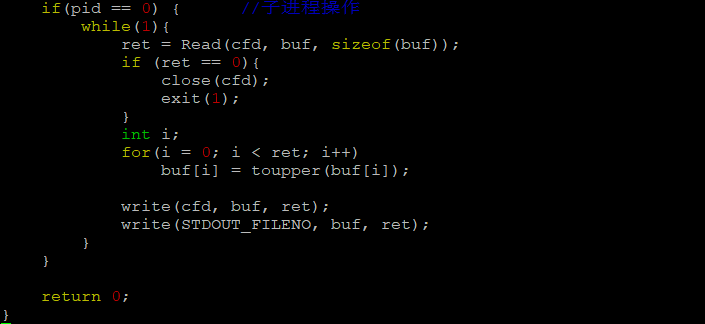 if(pid == 0) {      //子进程操作
while(1){
ret = Read(cfd, buf, sizeof(buf));
if (ret == 0){
close(cfd);
exit(1);
}
int i;
for(i = 0; i < ret; i++)
buf[i] = toupper(buf[i]);
write(cfd, buf, ret);
write(STDOUT_FILENO, buf, ret);
}
}
return 0;
}